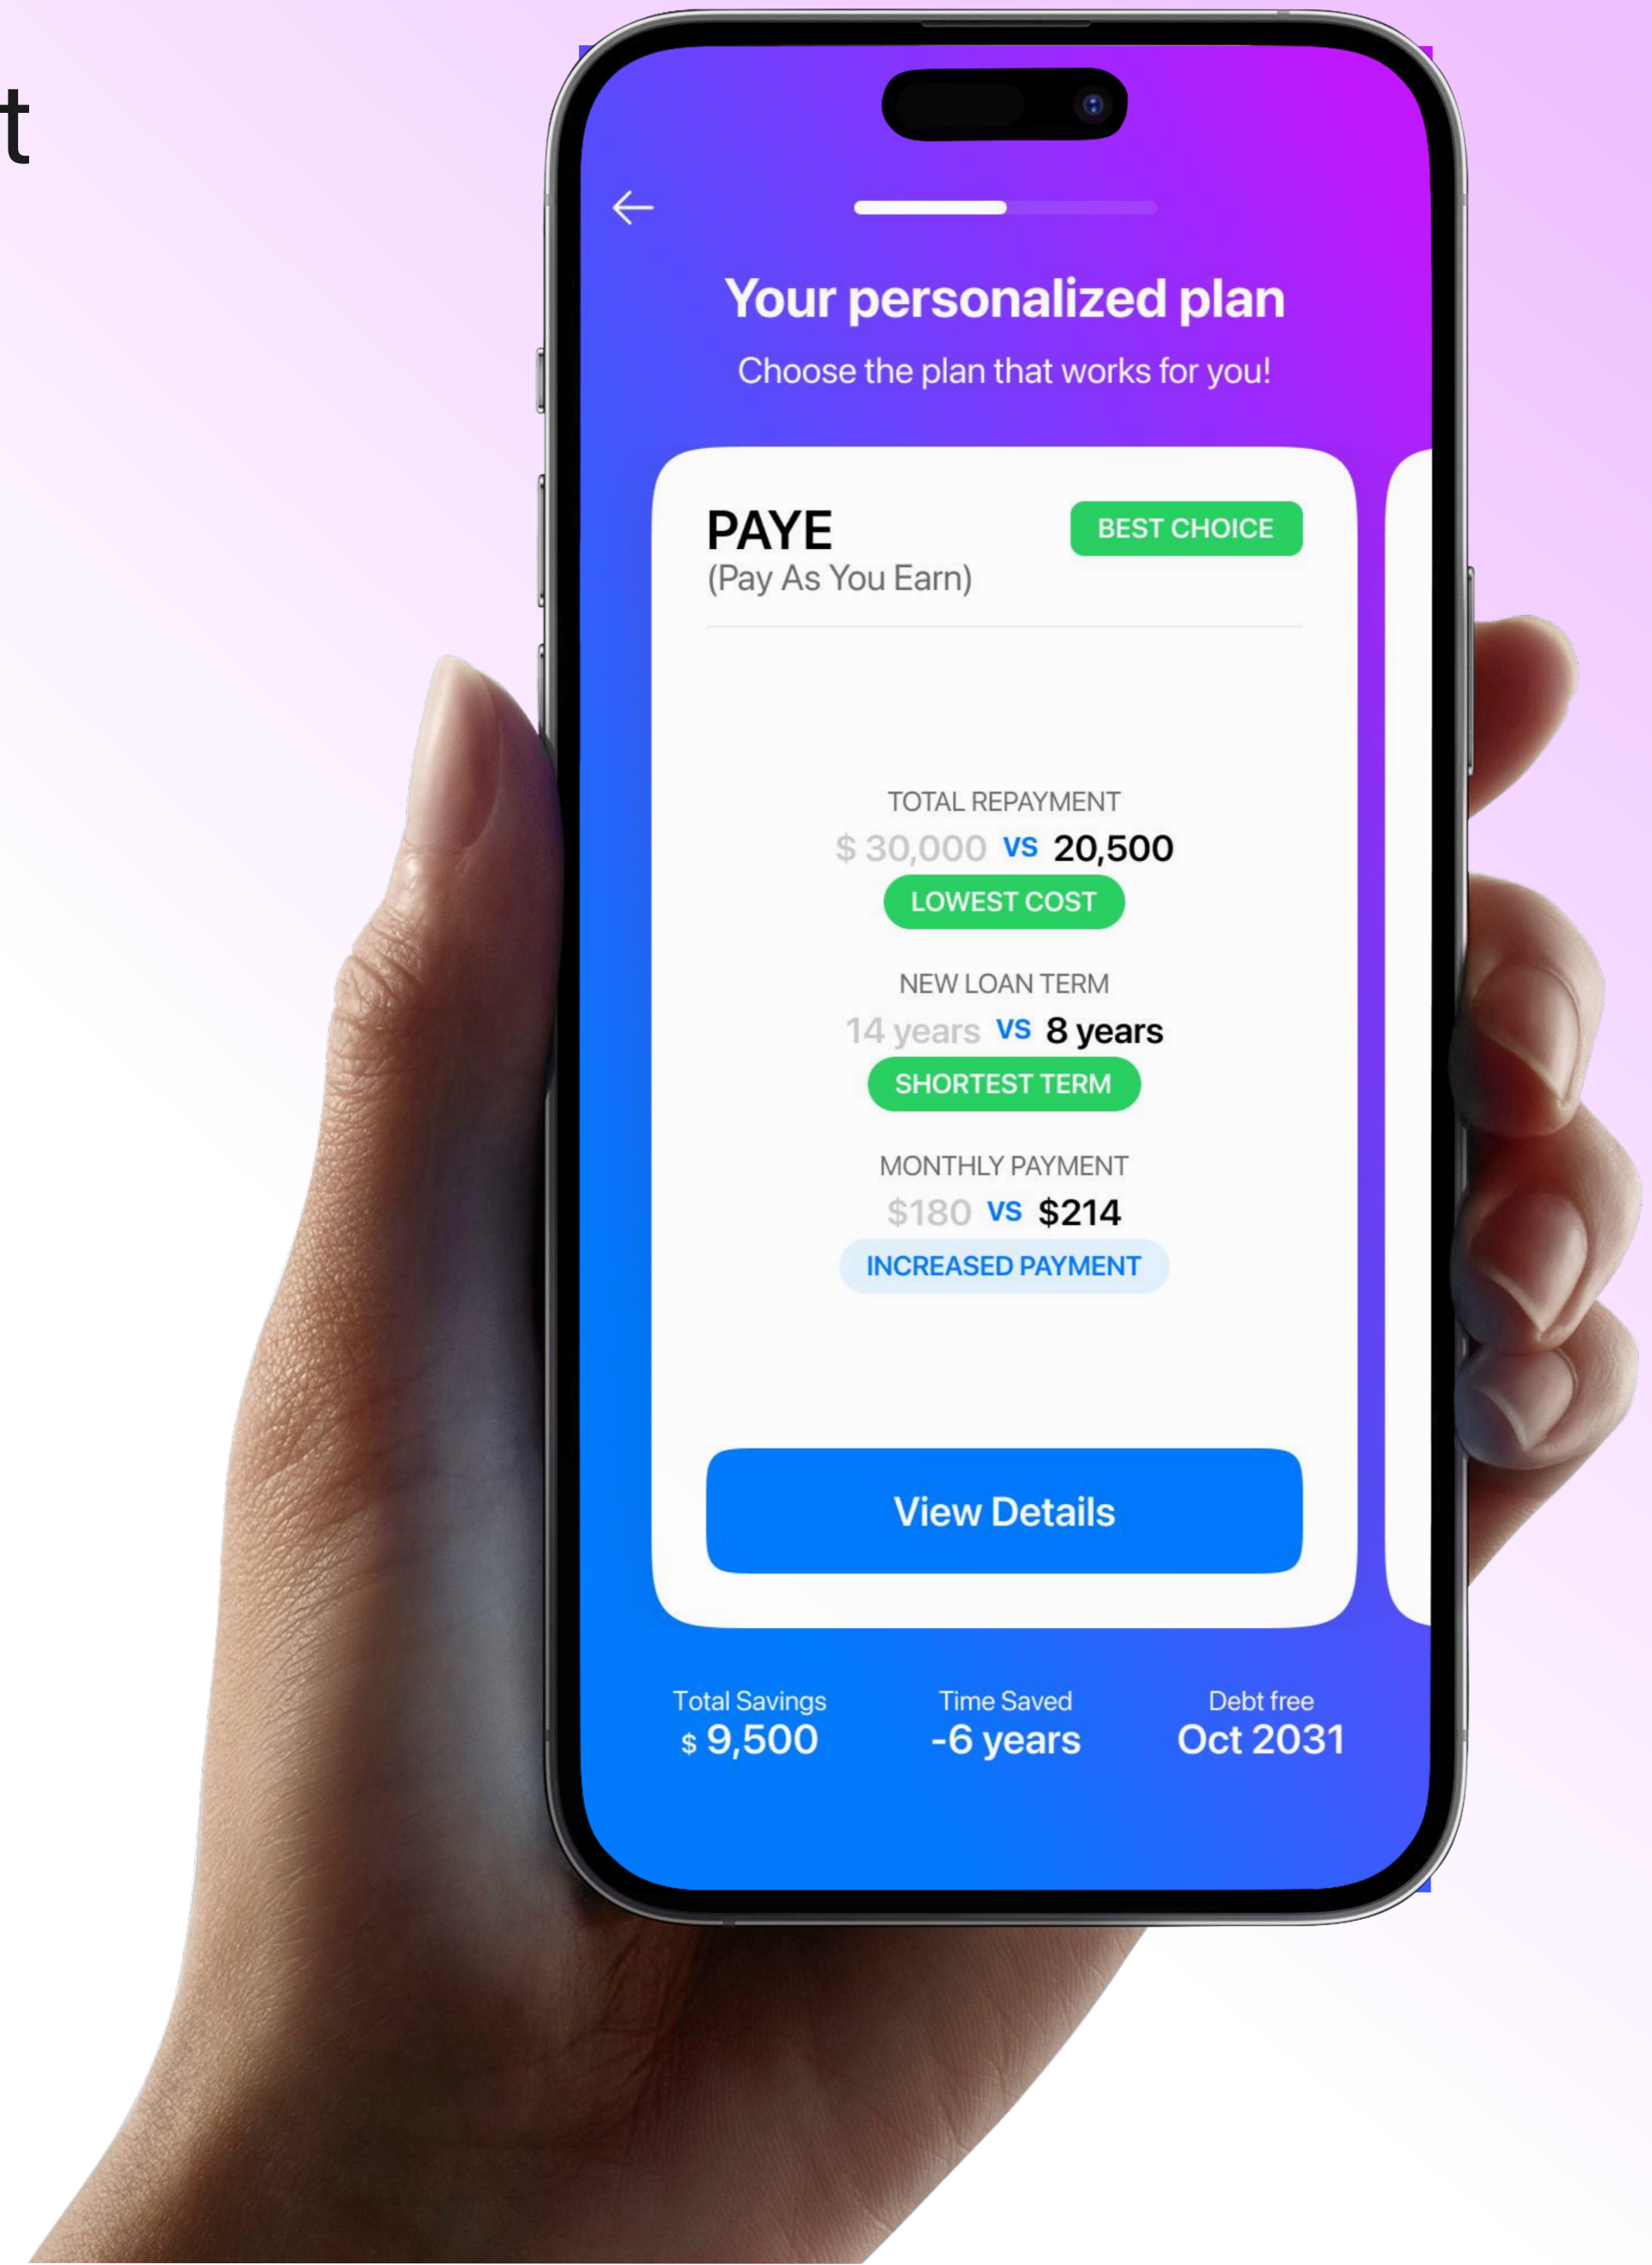 t
Your personalized plan
Choose the plan that works for you!
PAYE
BEST CHOICE
(Pay As You Earn)
TOTAL REPAYMENT
$ 30,000 VS 20,500
LOWEST COST
NEW LOAN TERM
14 years VS 8 years
SHORTEST TERM
MONTHLY PAYMENT
$180 VS $214
INCREASED PAYMENT
View Details
Total Savings
$ 9,500
Time Saved
-6 years
Debt free
Oct 2031